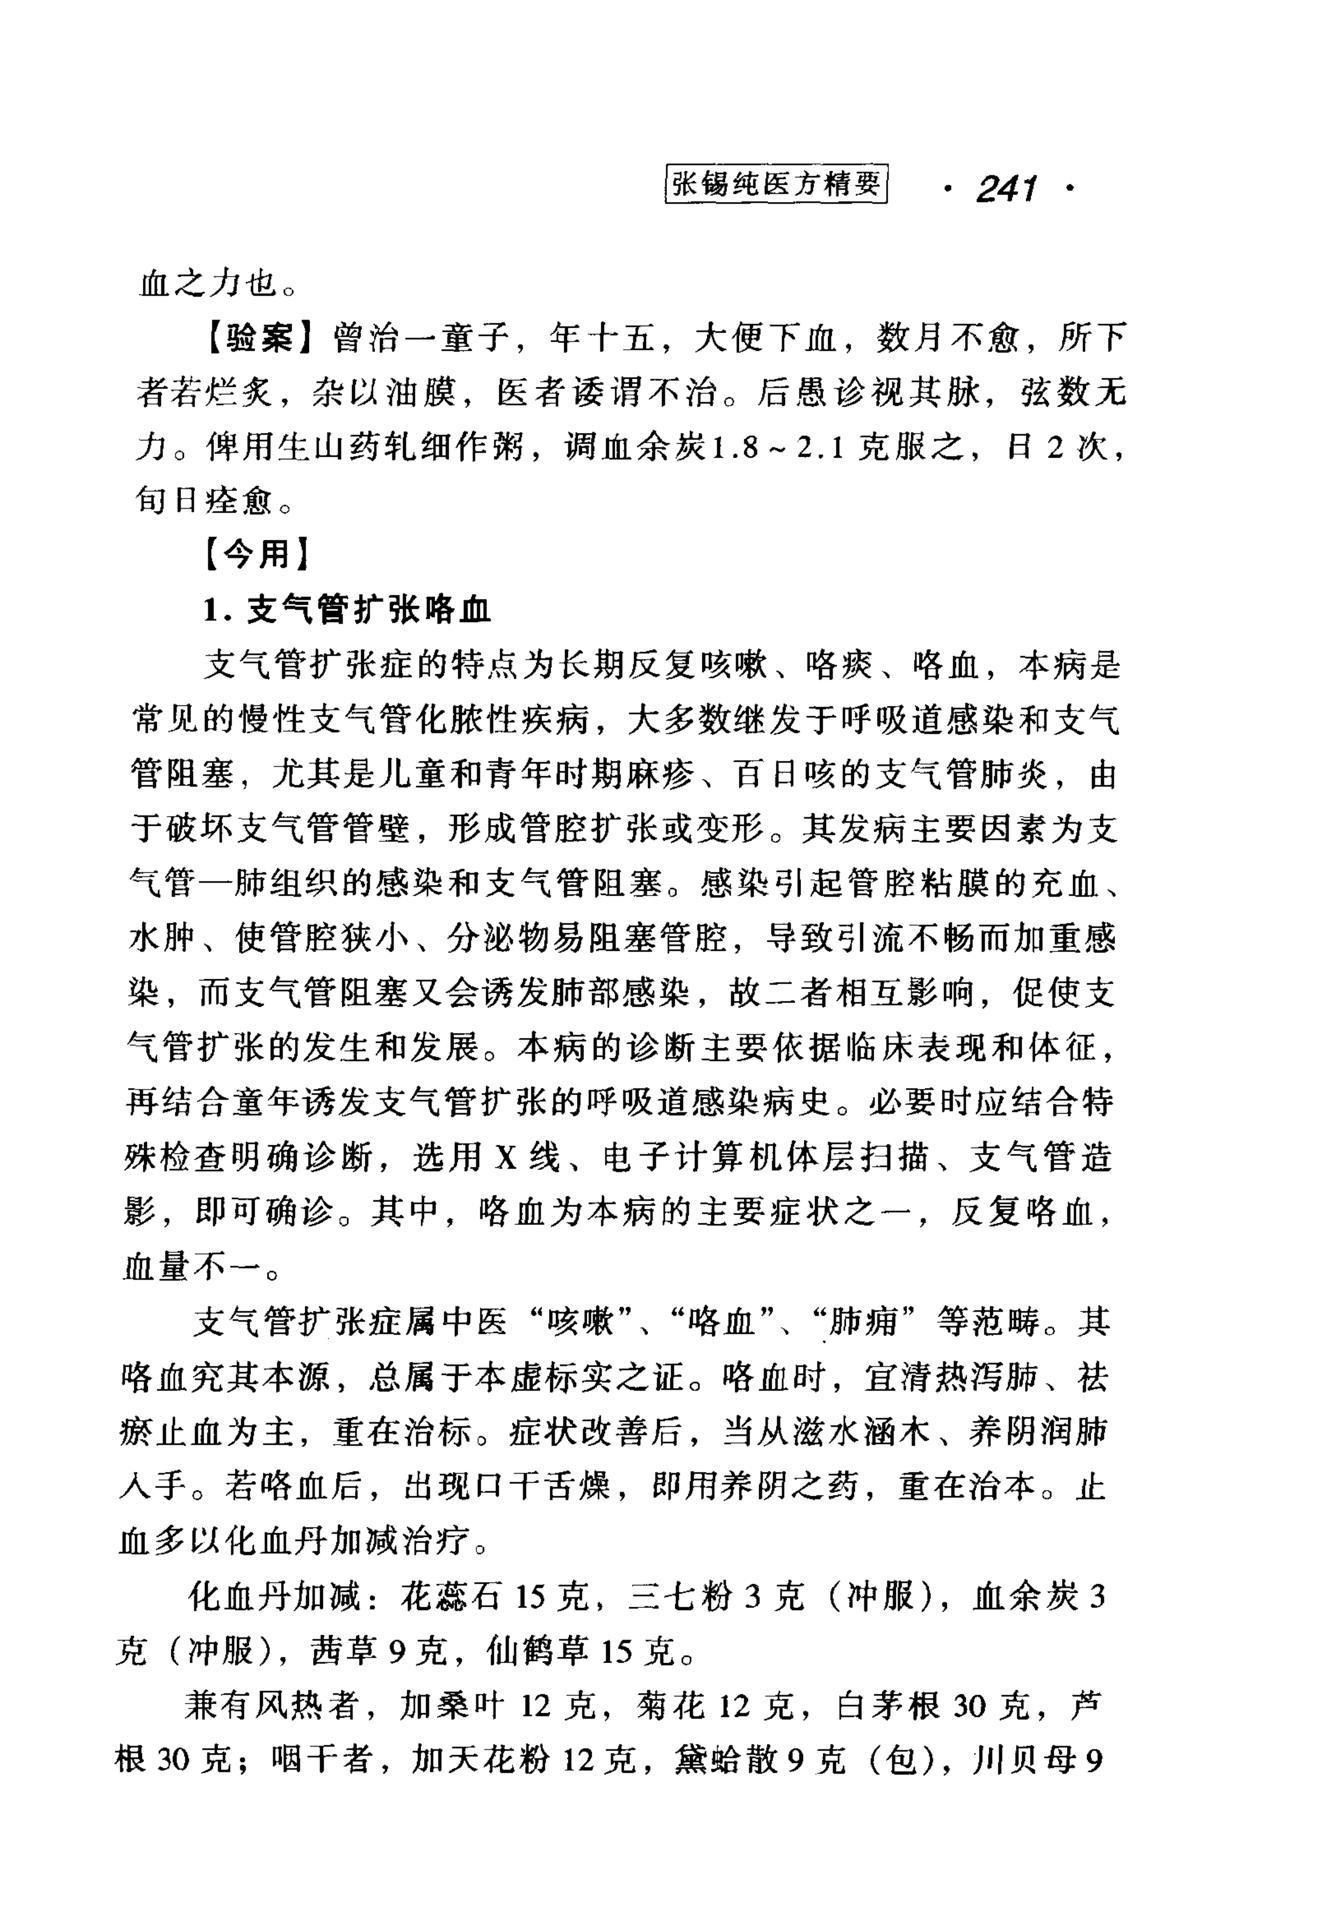 张锡纯医方精要 · 241 ·
血之力也。
【验案】曾治一童子，年十五，大便下血，数月不愈，所下
者若烂炙，杂以油膜，医者诿谓不治。后愚诊视其脉，弦数无
力。俾用生山药轧细作粥，调血余炭1.8～2.1 克服之，日 2 次，
旬日痊愈。
【今用】
1. 支气管扩张咯血
支气管扩张症的特点为长期反复咳嗽、咯痰、咯血，本病是
常见的慢性支气管化脓性疾病，大多数继发于呼吸道感染和支气
管阻塞，尤其是儿童和青年时期麻疹、百日咳的支气管肺炎，由
于破坏支气管管壁，形成管腔扩张或变形。其发病主要因素为支
气管—肺组织的感染和支气管阻塞。感染引起管腔粘膜的充血、
水肿、使管腔狭小、分泌物易阻塞管腔，导致引流不畅而加重感
染，而支气管阻塞又会诱发肺部感染，故二者相互影响，促使支
气管扩张的发生和发展。本病的诊断主要依据临床表现和体征，
再结合童年诱发支气管扩张的呼吸道感染病史。必要时应结合特
殊检查明确诊断，选用 X 线、电子计算机体层扫描、支气管造
影，即可确诊。其中，咯血为本病的主要症状之一，反复咯血，
血量不一。
支气管扩张症属中医“咳嗽”、“咯血”、“肺痈”等范畴。其
咯血究其本源，总属于本虚标实之证。咯血时，宜清热泻肺、祛
瘀止血为主，重在治标。症状改善后，当从滋水涵木、养阴润肺
入手。若咯血后，出现口干舌燥，即用养阴之药，重在治本。止
血多以化血丹加减治疗。
化血丹加减：花蕊石 15 克，三七粉 3 克（冲服），血余炭 3
克（冲服），茜草 9 克，仙鹤草 15 克。
兼有风热者，加桑叶 12 克，菊花 12 克，白茅根 30 克，芦
根 30 克；咽干者，加天花粉 12 克，黛蛤散 9 克（包），川贝母 9